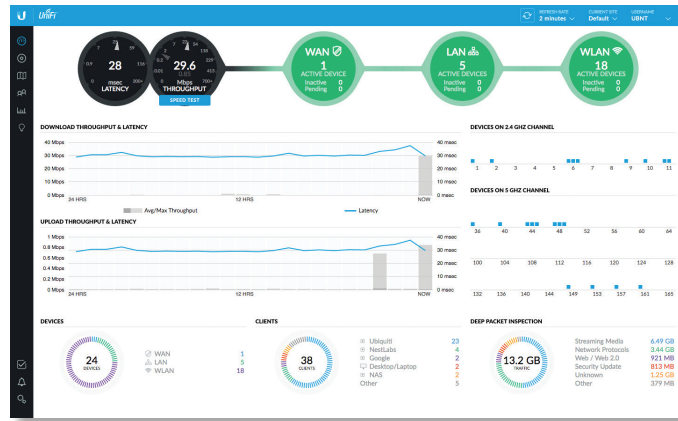 U UniFi
REFRESH RATE
2 minutes
CURRENT SITE
Default
USERNAME
UBNT
28
msec
LATENCY
29.6
0.85
Mbps
THROUGHPUT
SPEED TEST
WAN
1
ACTIVE DEVICE
Inactive 0
Pending 0
LAN
5
ACTIVE DEVICES
Inactive 0
Pending 0
WLAN
18
ACTIVE DEVICES
Inactive 0
Pending 0
DOWNLOAD THROUGHPUT & LATENCY
40 Mbps 40 msec
30 Mbps 30 msec
20 Mbps 20 msec
10 Mbps 10 msec
0 Mbps 0 msec
24 HRS 12 HRS NOW
Avg/Max Throughput Latency
UPLOAD THROUGHPUT & LATENCY
1 Mbps 40 msec
0.8 Mbps
0.6 Mbps 30 msec
0.4 Mbps 20 msec
0.2 Mbps 10 msec
0 Mbps 0 msec
24 HRS 12 HRS NOW
DEVICES ON 2.4 GHZ CHANNEL
1 2 3 4 5 6 7 8 9 10 11
DEVICES ON 5 GHZ CHANNEL
36 40 44 48 52 56 60 64
100 104 108 112 116 120 124 128
132 136 140 144 149 153 157 161 165
DEVICES
24
DEVICES
WAN 1
LAN 5
WLAN 18
CLIENTS
38
CLIENTS
Ubiquiti 23
NestLabs 4
Google 2
Desktop/Laptop 2
NAS 2
Other 5
DEEP PACKET INSPECTION
13.2 GB
TRAFFIC
Streaming Media 6.49 GB
Network Protocols 3.44 GB
Web / Web 2.0 921 MB
Security Update 813 MB
Unknown 1.25 GB
Other 379 MB